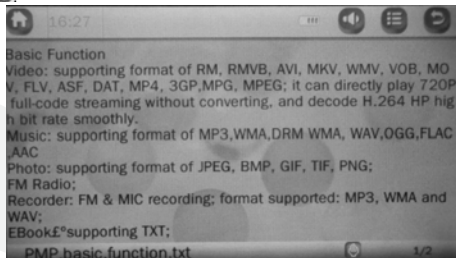 16:27
Basic Function
Video: supporting format of RM, RMVB, AVI, MKV, WMV, VOB, MO
V, FLV, ASF, DAT, MP4, 3GP,MPG, MPEG; it can directly play 720P
full-code streaming without converting, and decode H.264 HP hig
h bit rate smoothly.
Music: supporting format of MP3,WMA,DRM WMA, WAV,OGG,FLAC
,AAC
Photo: supporting format of JPEG, BMP, GIF, TIF, PNG;
FM Radio;
Recorder: FM & MIC recording; format supported: MP3, WMA and
WAV;
EBook£ºsupporting TXT;
PMP basic function.txt 1/2